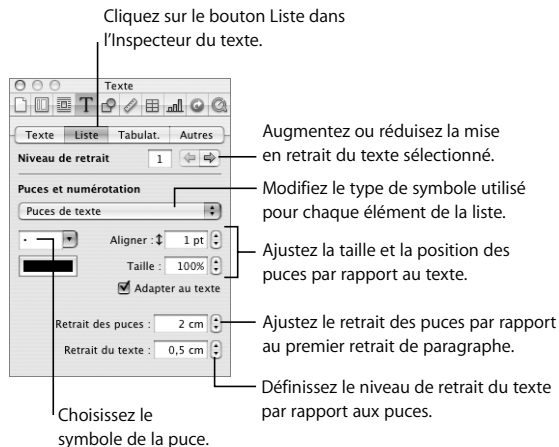 Cliquez sur le bouton Liste dans
l'Inspecteur du texte.
Texte
T
Texte Liste Tabulat. Autres
Niveau de retrait 1
Augmentez ou réduisez la mise
en retrait du texte sélectionné.
Puces et numérotation
Puces de texte
Modifiez le type de symbole utilisé
pour chaque élément de la liste.
Aligner : 1 pt
Taille : 100%
Adapter au texte
Ajustez la taille et la position des
puces par rapport au texte.
Retrait des puces : 2 cm
Ajustez le retrait des puces par rapport
au premier retrait de paragraphe.
Retrait du texte : 0,5 cm
Définissez le niveau de retrait du texte
par rapport aux puces.
Choisissez le
symbole de la puce.